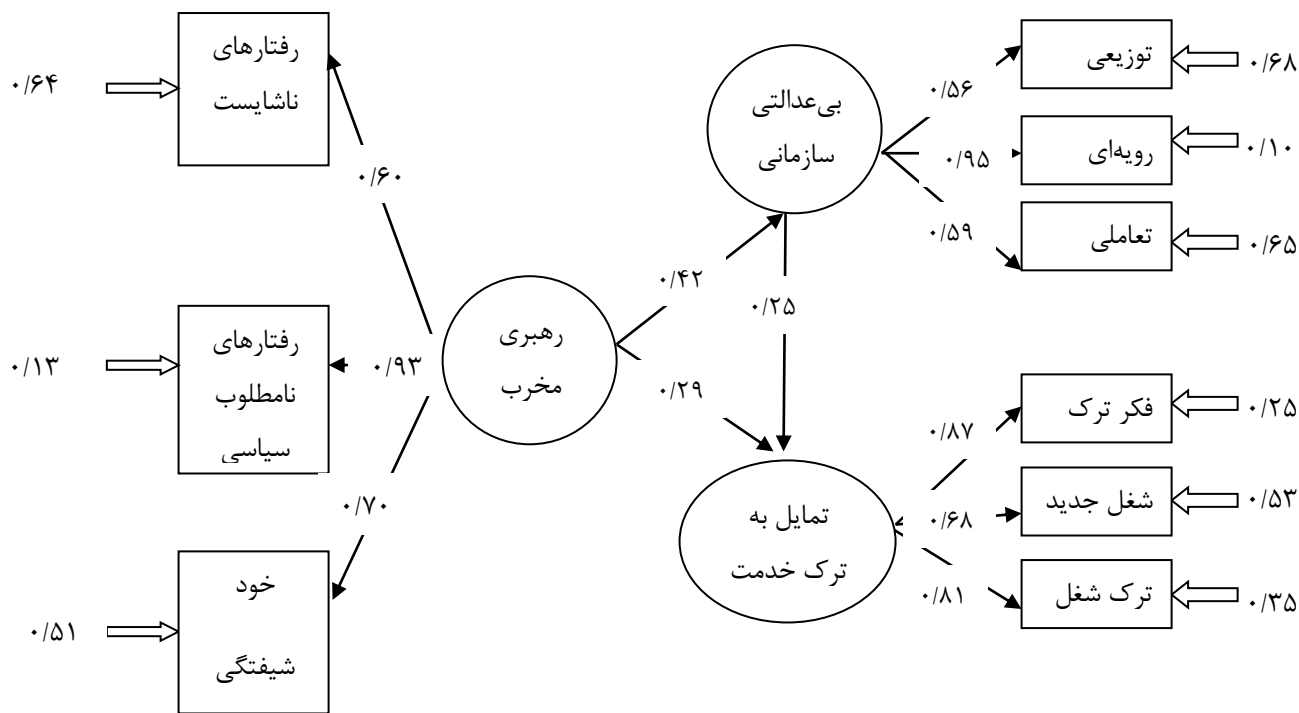 رفتارهای
ناشایست
۰/۶۴
۰/۶۰
رفتارهای
نامطلوب
سیاسی
۰/۱۳
۰/۹۳
خود
شیفتگی
۰/۵۱
۰/۷۰
رهبری
مخرب
۰/۴۲
۰/۲۹
بی‌عدالتی
سازمانی
۰/۲۵
تمایل به
ترک خدمت
۰/۵۶
توزیعی
۰/۶۸
۰/۹۵
رویه‌ای
۰/۱۰
۰/۵۹
تعاملی
۰/۶۵
۰/۸۷
فکر ترک
۰/۲۵
۰/۶۸
شغل جدید
۰/۵۳
۰/۸۱
ترک شغل
۰/۳۵